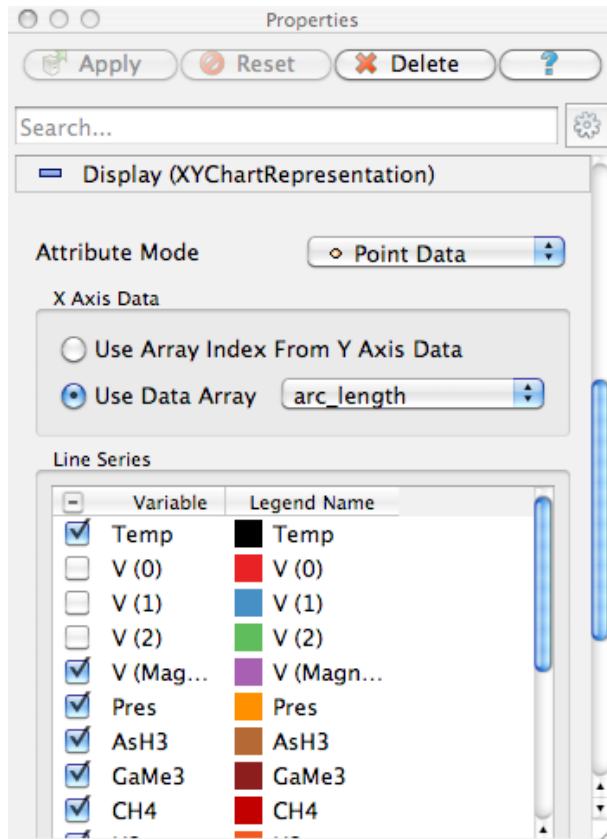 Properties
Apply Reset Delete ?
Search...
Display (XYChartRepresentation)
Attribute Mode Point Data
X Axis Data
Use Array Index From Y Axis Data
Use Data Array arc_length
Line Series
Variable Legend Name
Temp Temp
V (0) V (0)
V (1) V (1)
V (2) V (2)
V (Mag... V (Magn...
Pres Pres
AsH3 AsH3
GaMe3 GaMe3
CH4 CH4